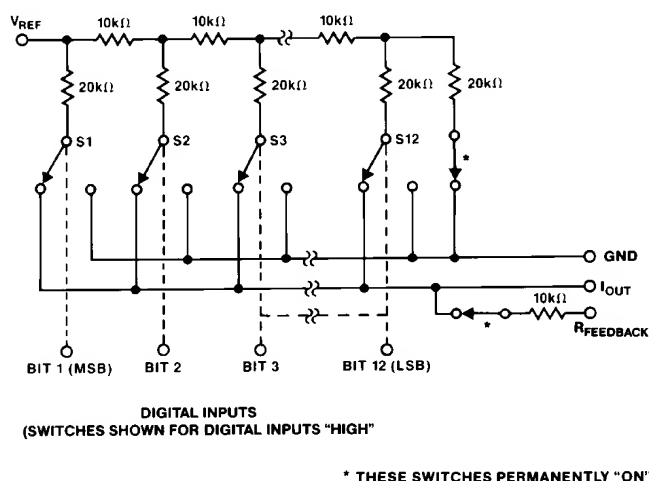 VREF 10kΩ 10kΩ 10kΩ
20kΩ 20kΩ 20kΩ 20kΩ 20kΩ
S1 S2 S3 S12
*
GND
IOUT
10kΩ
*
RFEEDBACK
BIT 1 (MSB) BIT 2 BIT 3 BIT 12 (LSB)
DIGITAL INPUTS
(SWITCHES SHOWN FOR DIGITAL INPUTS "HIGH"
* THESE SWITCHES PERMANENTLY "ON"